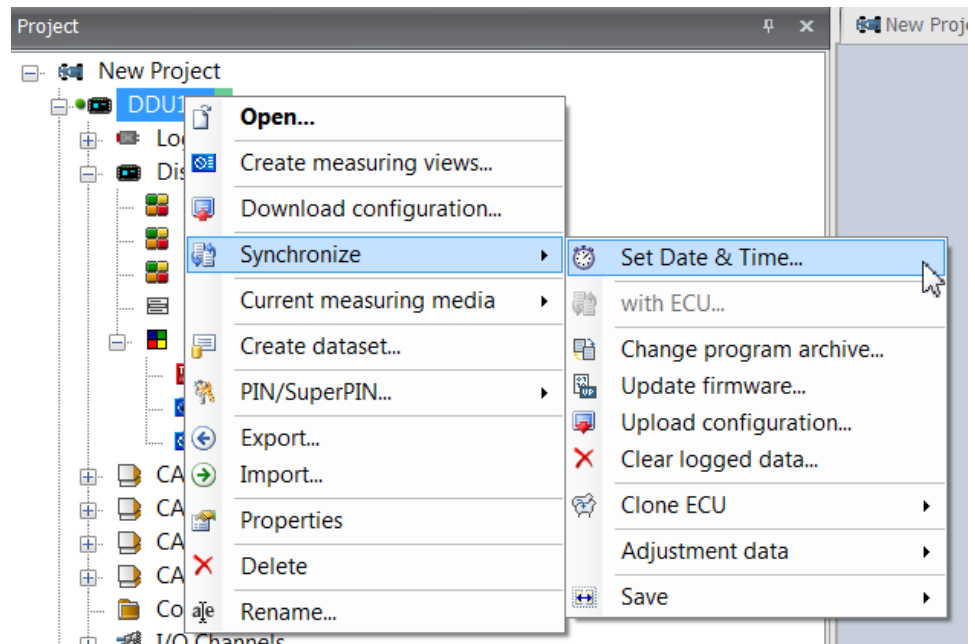 Project
New Proje
New Project
DDU1
Lo
Dis
CA
CA
CA
CA
Co
I/O Channels
Open...
Create measuring views...
Download configuration...
Synchronize
Current measuring media
Create dataset...
PIN/SuperPIN...
Export...
Import...
Properties
Delete
Rename...
Set Date & Time...
with ECU...
Change program archive...
Update firmware...
Upload configuration...
Clear logged data...
Clone ECU
Adjustment data
Save